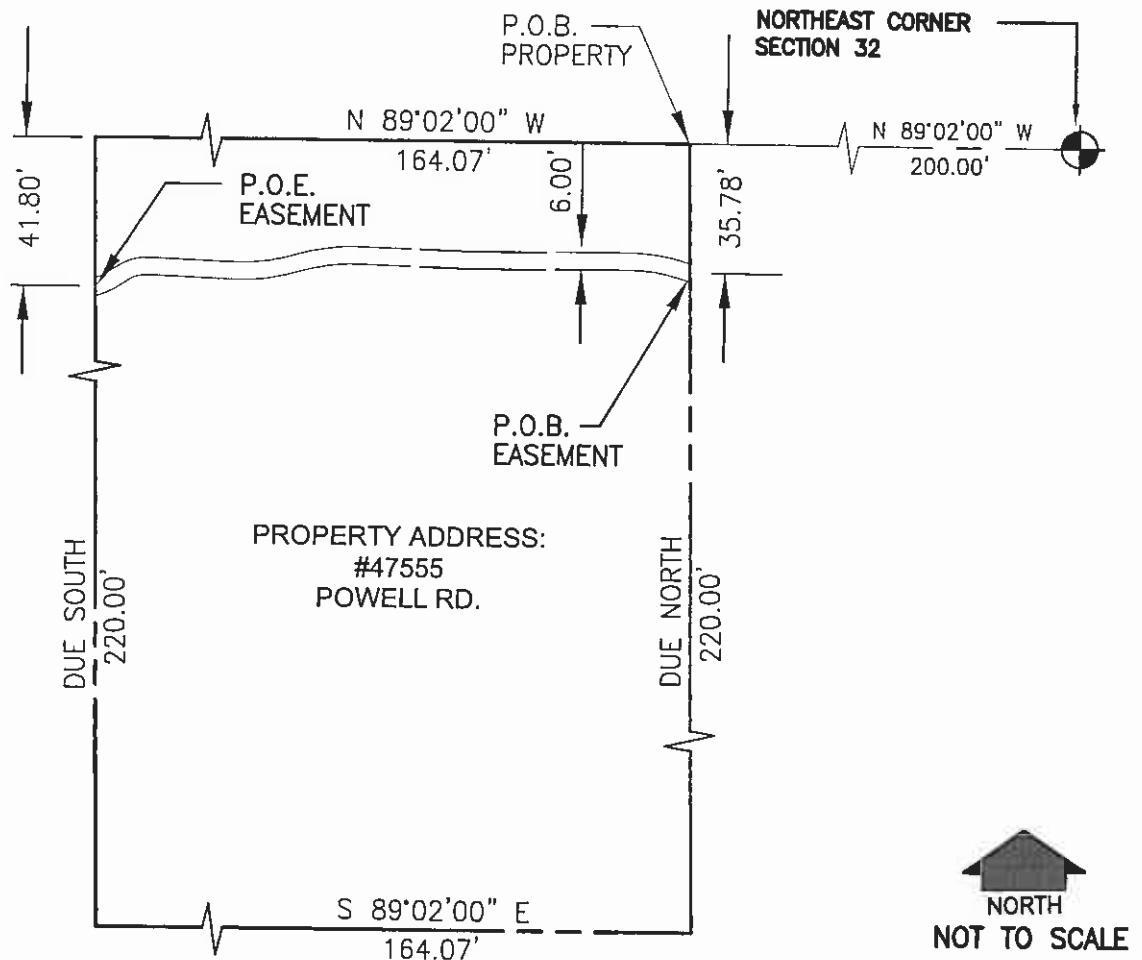 P.O.B.
PROPERTY
NORTHEAST CORNER
SECTION 32
N 89°02'00" W
164.07'
N 89°02'00" W
200.00'
41.80'
P.O.E.
EASEMENT
6.00'
35.78'
P.O.B.
EASEMENT
PROPERTY ADDRESS:
#47555
POWELL RD.
DUE SOUTH
220.00'
DUE NORTH
220.00'
S 89°02'00" E
164.07'
NORTH
NOT TO SCALE